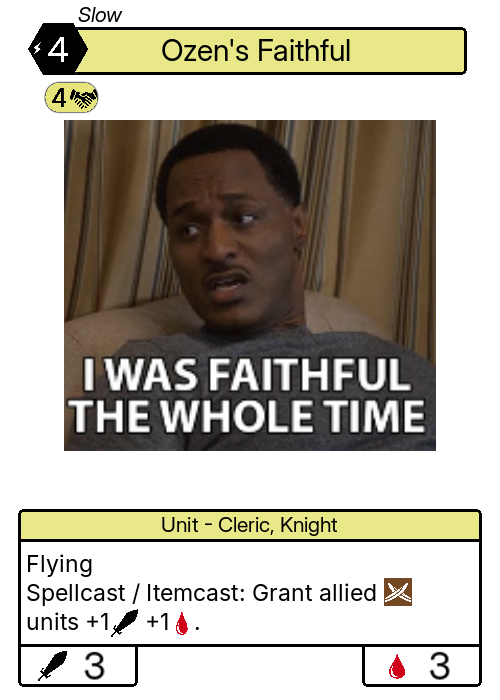 Slow
4
Ozen's Faithful
4
I WAS FAITHFUL
THE WHOLE TIME
Unit - Cleric, Knight
Flying
Spellcast / Itemcast: Grant allied
units +1 +1 .
3
3